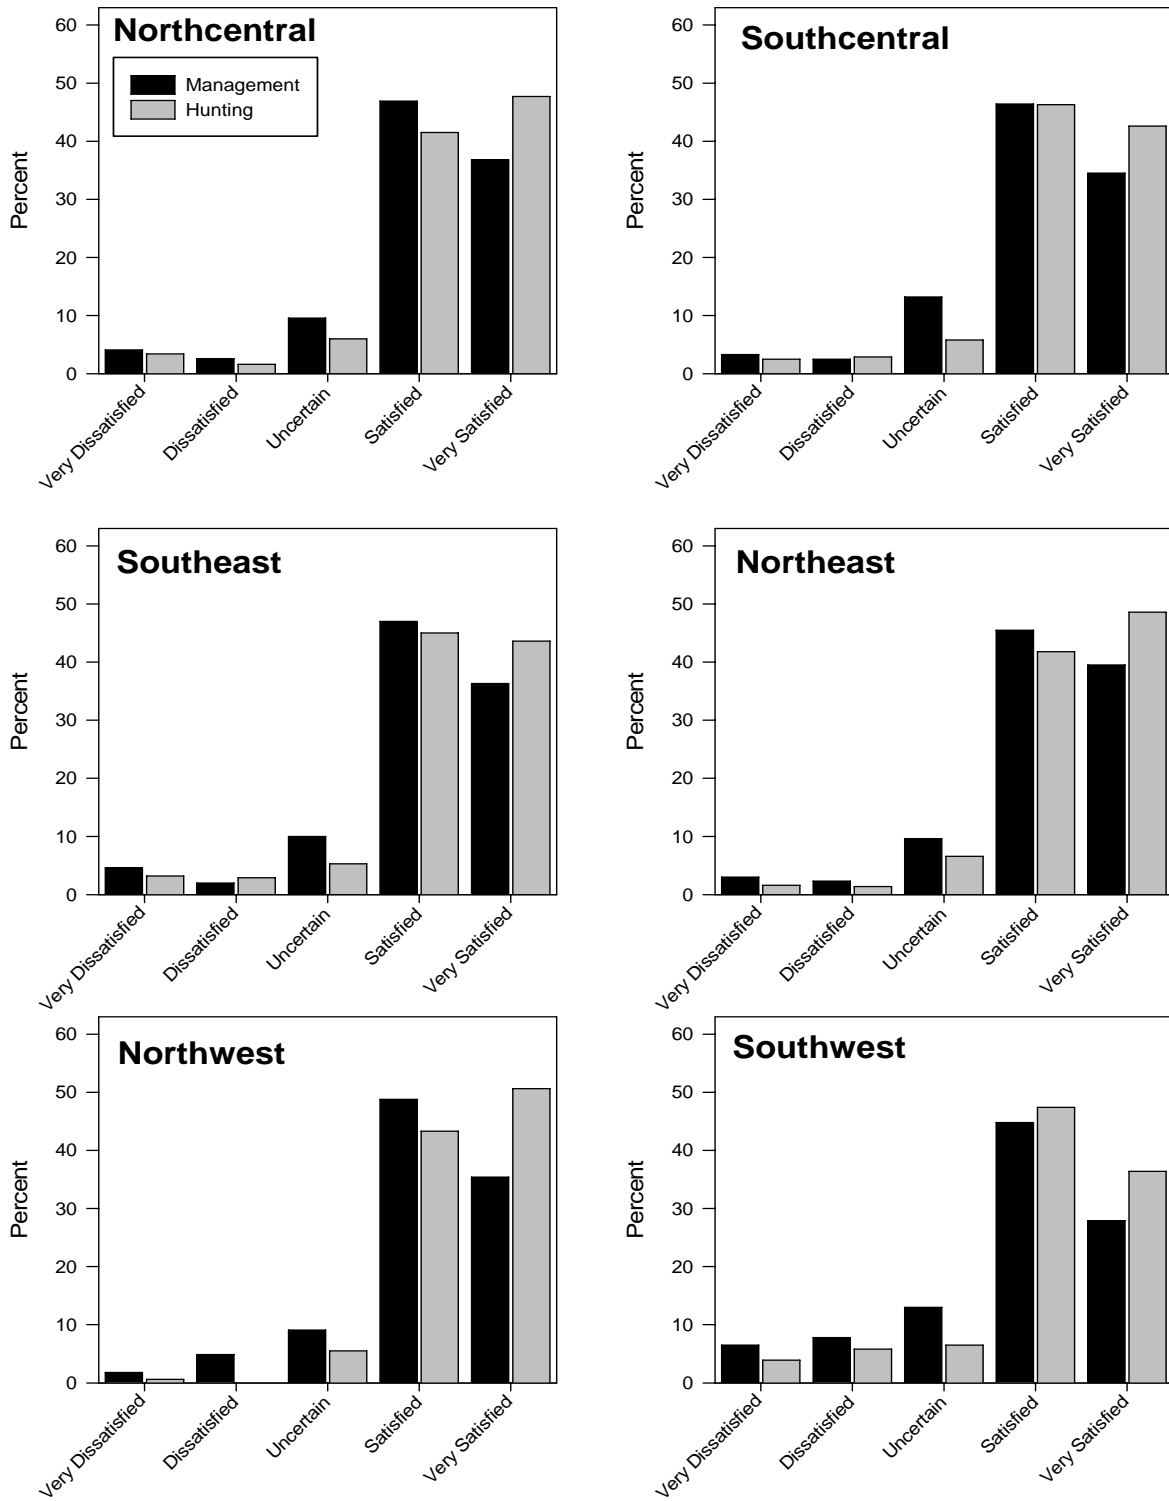 Northcentral
Management
Hunting
Percent
60
50
40
30
20
10
0
Very Dissatisfied
Dissatisfied
Uncertain
Satisfied
Very Satisfied
Southcentral
Percent
60
50
40
30
20
10
0
Very Dissatisfied
Dissatisfied
Uncertain
Satisfied
Very Satisfied
Southeast
Percent
60
50
40
30
20
10
0
Very Dissatisfied
Dissatisfied
Uncertain
Satisfied
Very Satisfied
Northeast
Percent
60
50
40
30
20
10
0
Very Dissatisfied
Dissatisfied
Uncertain
Satisfied
Very Satisfied
Northwest
Percent
60
50
40
30
20
10
0
Very Dissatisfied
Dissatisfied
Uncertain
Satisfied
Very Satisfied
Southwest
Percent
60
50
40
30
20
10
0
Very Dissatisfied
Dissatisfied
Uncertain
Satisfied
Very Satisfied